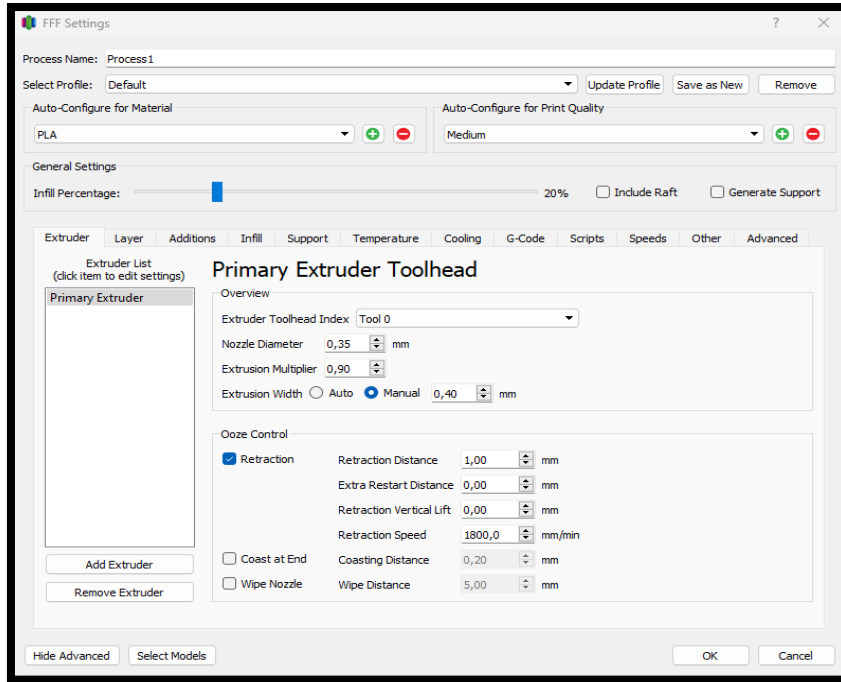 FFF Settings ? ×
Process Name: Process1
Select Profile: Default Update Profile Save as New Remove
Auto-Configure for Material Auto-Configure for Print Quality
PLA Medium
General Settings
Infill Percentage: 20% Include Raft Generate Support
Extruder Layer Additions Infill Support Temperature Cooling G-Code Scripts Speeds Other Advanced
Extruder List
(click item to edit settings)
Primary Extruder
Add Extruder
Remove Extruder
Primary Extruder Toolhead
Overview
Extruder Toolhead Index Tool 0
Nozzle Diameter 0,35 mm
Extrusion Multiplier 0,90
Extrusion Width Auto Manual 0,40 mm
Ooze Control
Retraction Retraction Distance 1,00 mm
Extra Restart Distance 0,00 mm
Retraction Vertical Lift 0,00 mm
Retraction Speed 1800,0 mm/min
Coast at End Coasting Distance 0,20 mm
Wipe Nozzle Wipe Distance 5,00 mm
Hide Advanced Select Models OK Cancel